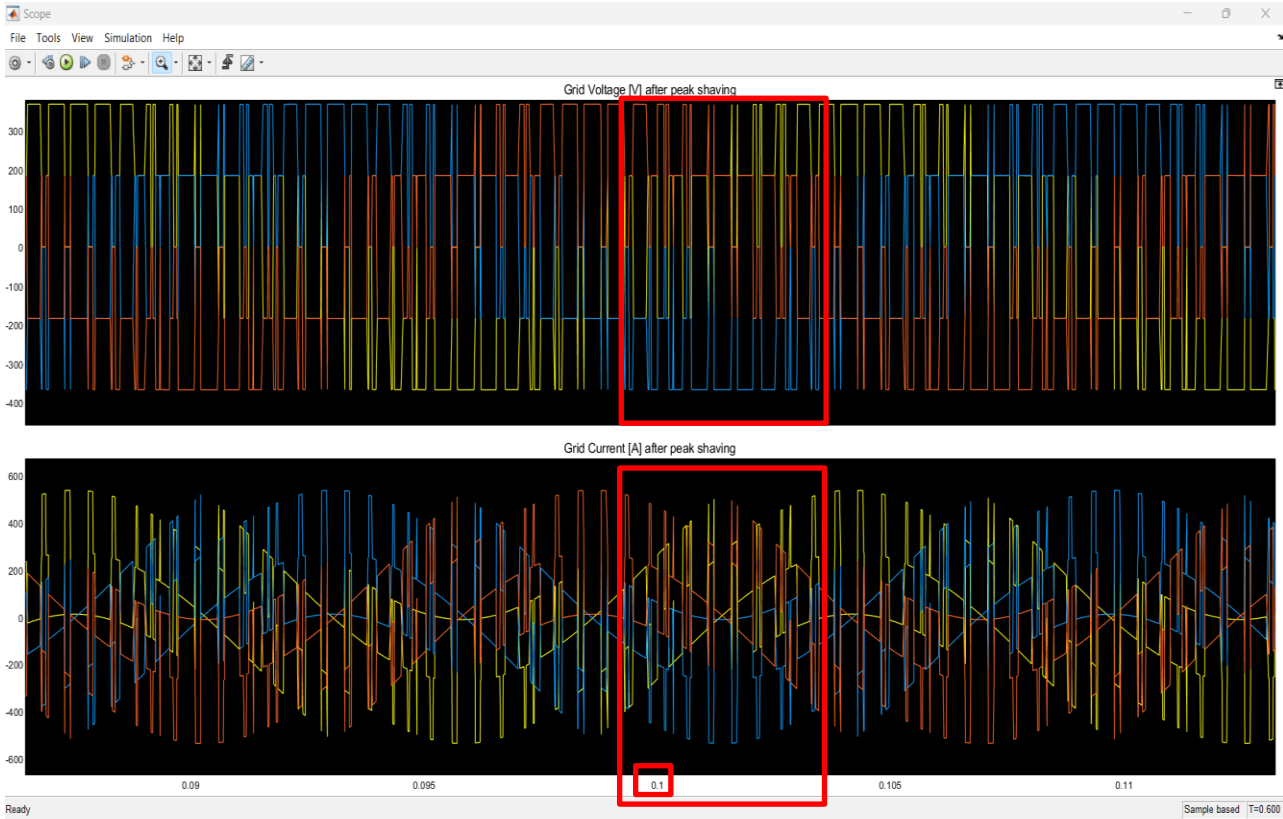 Scope
File Tools View Simulation Help
Grid Voltage [V] after peak shaving
300
200
100
0
-100
-200
-300
-400
Grid Current [A] after peak shaving
600
400
200
0
-200
-400
-600
0.09 0.095 0.1 0.105 0.11
Ready Sample based T=0.600